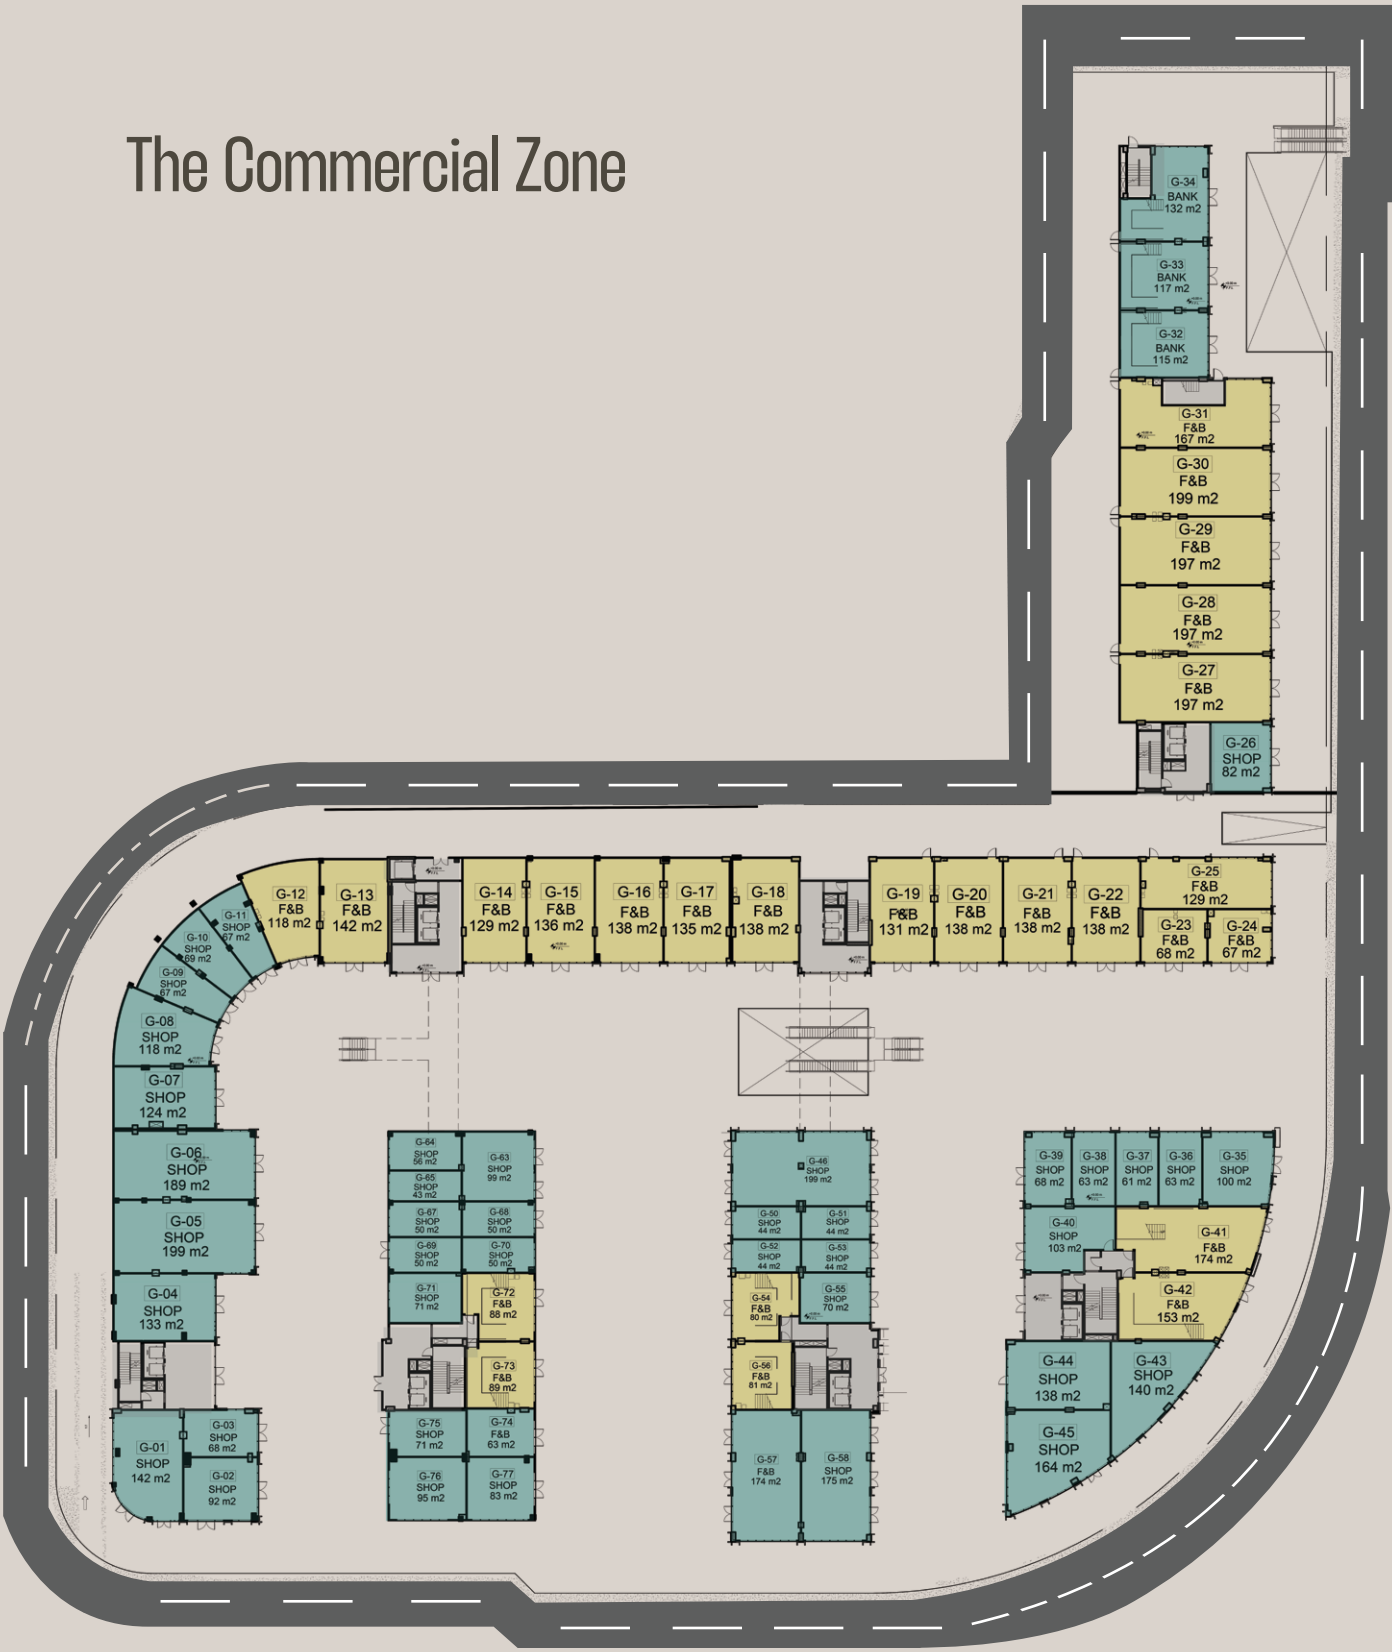 The Commercial Zone
G-34
BANK
132 m2
G-33
BANK
117 m2
G-32
BANK
115 m2
G-31
F&B
167 m2
G-30
F&B
199 m2
G-29
F&B
197 m2
G-28
F&B
197 m2
G-27
F&B
197 m2
G-26
SHOP
82 m2
G-12
F&B
118 m2
G-13
F&B
142 m2
G-14
F&B
129 m2
G-15
F&B
136 m2
G-16
F&B
138 m2
G-17
F&B
135 m2
G-18
F&B
138 m2
G-19
F&B
131 m2
G-20
F&B
138 m2
G-21
F&B
138 m2
G-22
F&B
138 m2
G-25
F&B
129 m2
G-23
F&B
68 m2
G-24
F&B
67 m2
G-11
SHOP
67 m2
G-10
SHOP
69 m2
G-09
SHOP
67 m2
G-08
SHOP
118 m2
G-07
SHOP
124 m2
G-06
SHOP
189 m2
G-05
SHOP
199 m2
G-04
SHOP
133 m2
G-03
SHOP
68 m2
G-01
SHOP
142 m2
G-02
SHOP
92 m2
G-64
SHOP
56 m2
G-63
SHOP
99 m2
G-65
SHOP
43 m2
G-67
SHOP
50 m2
G-68
SHOP
50 m2
G-69
SHOP
50 m2
G-70
SHOP
50 m2
G-71
SHOP
71 m2
G-72
F&B
88 m2
G-73
F&B
89 m2
G-75
SHOP
71 m2
G-74
F&B
63 m2
G-76
SHOP
95 m2
G-77
SHOP
83 m2
G-46
SHOP
199 m2
G-50
SHOP
44 m2
G-51
SHOP
44 m2
G-52
SHOP
44 m2
G-53
SHOP
44 m2
G-54
F&B
80 m2
G-55
SHOP
70 m2
G-56
F&B
81 m2
G-57
F&B
174 m2
G-58
SHOP
175 m2
G-39
SHOP
68 m2
G-38
SHOP
63 m2
G-37
SHOP
61 m2
G-36
SHOP
63 m2
G-35
SHOP
100 m2
G-40
SHOP
103 m2
G-41
F&B
174 m2
G-42
F&B
153 m2
G-44
SHOP
138 m2
G-43
SHOP
140 m2
G-45
SHOP
164 m2